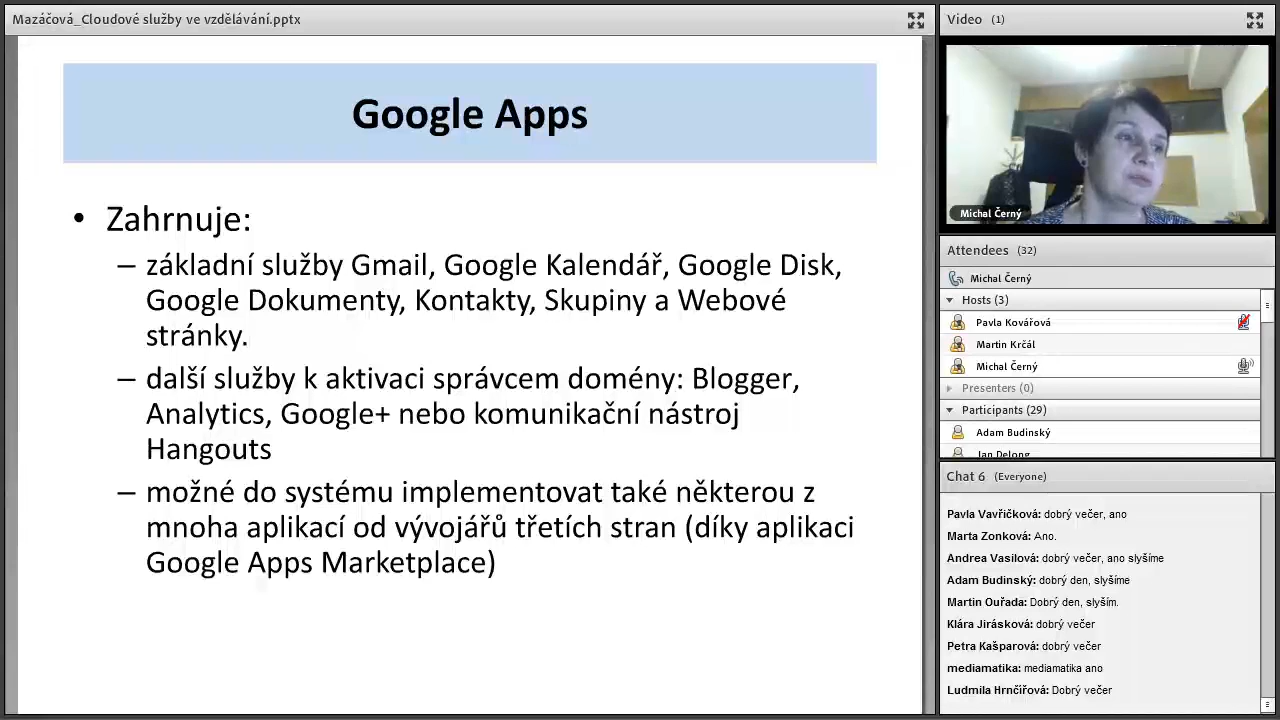 Mazáčová_Cloudové služby ve vzdělávání.pptx
Google Apps
• Zahrnuje:
– základní služby Gmail, Google Kalendář, Google Disk,
Google Dokumenty, Kontakty, Skupiny a Webové
stránky.
– další služby k aktivaci správcem domény: Blogger,
Analytics, Google+ nebo komunikační nástroj
Hangouts
– možné do systému implementovat také některou z
mnoha aplikací od vývojářů třetích stran (díky aplikaci
Google Apps Marketplace)
Video (1)
Michal Černý
Attendees (32)
Michal Černý
Hosts (3)
Pavla Kovářová
Martin Krčál
Michal Černý
Presenters (0)
Participants (29)
Adam Budinský
Jan Delong
Chat 6 (Everyone)
Pavla Vavřičková: dobrý večer, ano
Marta Zonková: Ano.
Andrea Vasilová: dobrý večer, ano slyšíme
Adam Budinský: dobrý den, slyšíme
Martin Ouřada: Dobrý den, slyším.
Klára Jirásková: dobrý večer
Petra Kašparová: dobrý večer
mediamatika: mediamatika ano
Ludmila Hrnčířová: Dobrý večer